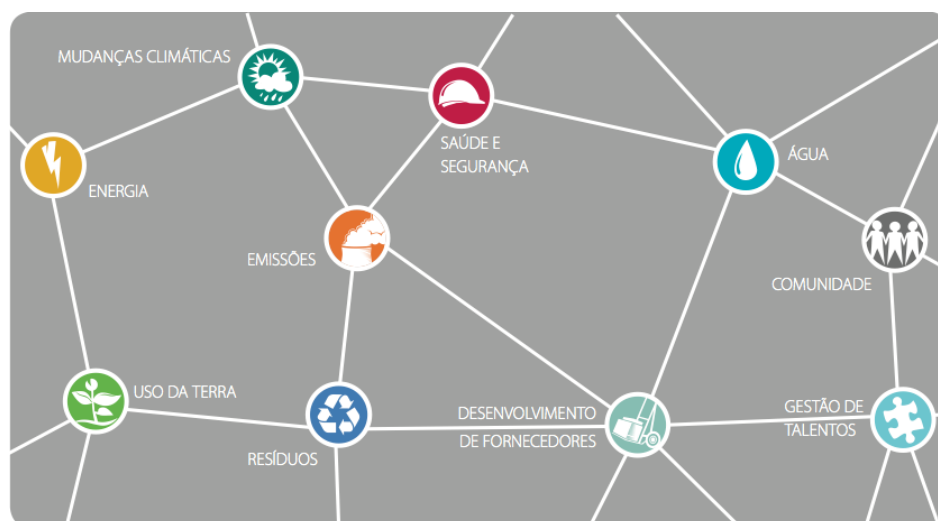 MUDANÇAS CLIMÁTICAS
SAÚDE E
SEGURANÇA
ÁGUA
ENERGIA
EMISSÕES
COMUNIDADE
USO DA TERRA
RESÍDUOS
DESENVOLVIMENTO
DE FORNECEDORES
GESTÃO DE
TALENTOS